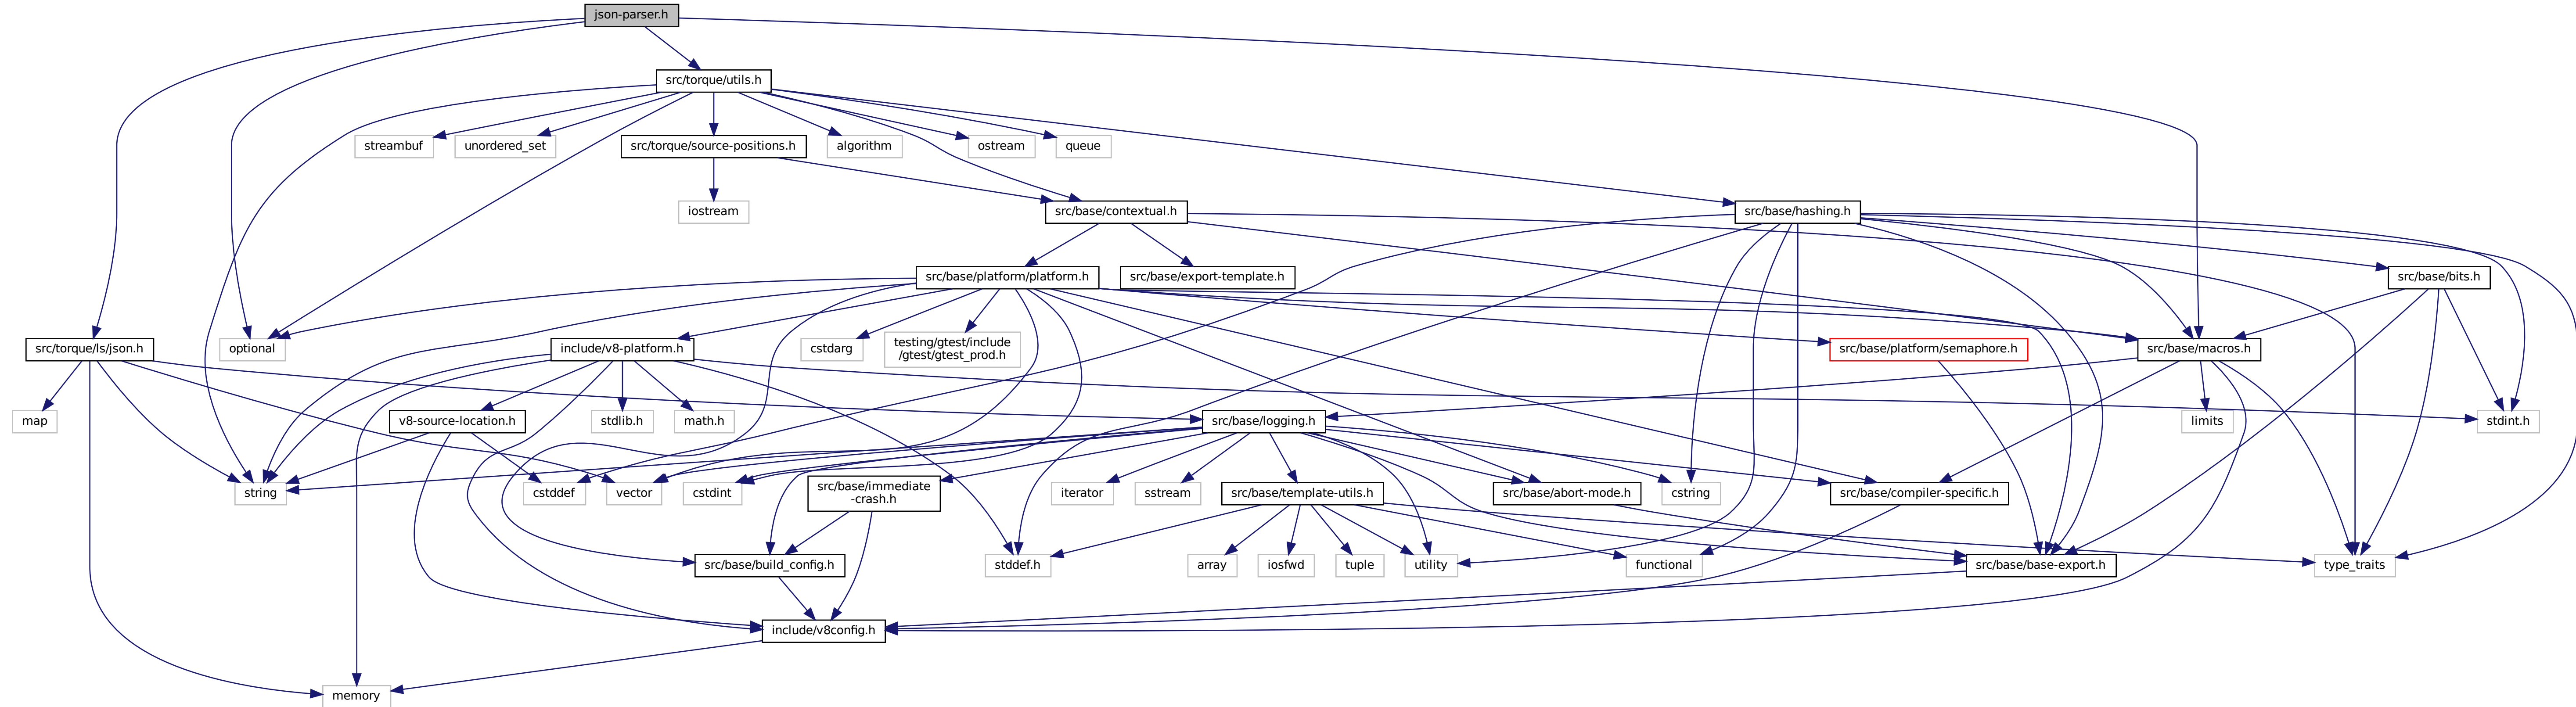 json-parser.h
src/torque/utils.h
streambuf
unordered_set
src/torque/source-positions.h
algorithm
ostream
queue
iostream
src/base/contextual.h
src/base/hashing.h
src/base/platform/platform.h
src/base/export-template.h
src/base/bits.h
src/torque/ls/json.h
optional
include/v8-platform.h
cstdarg
testing/gtest/include
/gtest/gtest_prod.h
src/base/platform/semaphore.h
src/base/macros.h
map
v8-source-location.h
stdlib.h
math.h
src/base/logging.h
limits
stdint.h
string
cstddef
vector
cstdint
src/base/immediate
-crash.h
iterator
sstream
src/base/template-utils.h
src/base/abort-mode.h
cstring
src/base/compiler-specific.h
src/base/build_config.h
stddef.h
array
iosfwd
tuple
utility
functional
src/base/base-export.h
type_traits
include/v8config.h
memory